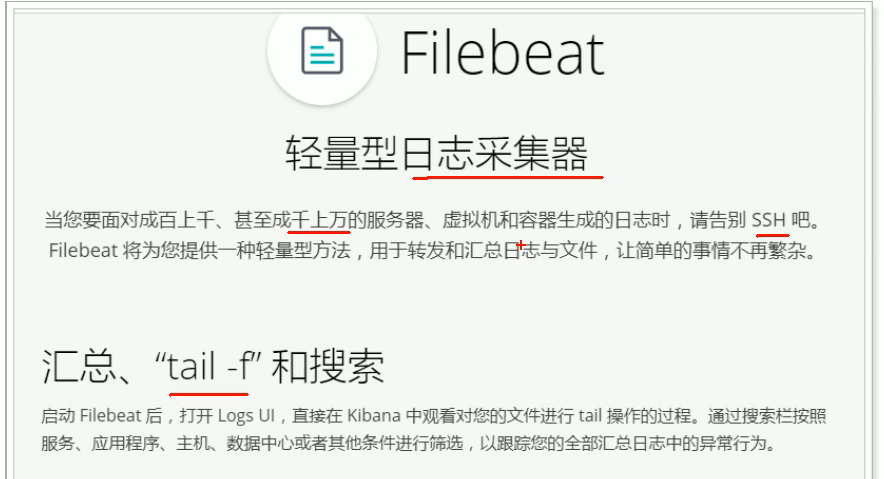 Filebeat
轻量型日志采集器
当您要面对成百上千、甚至成千上万的服务器、虚拟机和容器生成的日志时，请告别 SSH 吧。
Filebeat 将为您提供一种轻量型方法，用于转发和汇总日志与文件，让简单的事情不再繁杂。
汇总、“tail -f” 和搜索
启动 Filebeat 后，打开 Logs UI，直接在 Kibana 中观看对您的文件进行 tail 操作的过程。通过搜索栏按照
服务、应用程序、主机、数据中心或者其他条件进行筛选，以跟踪您的全部汇总日志中的异常行为。